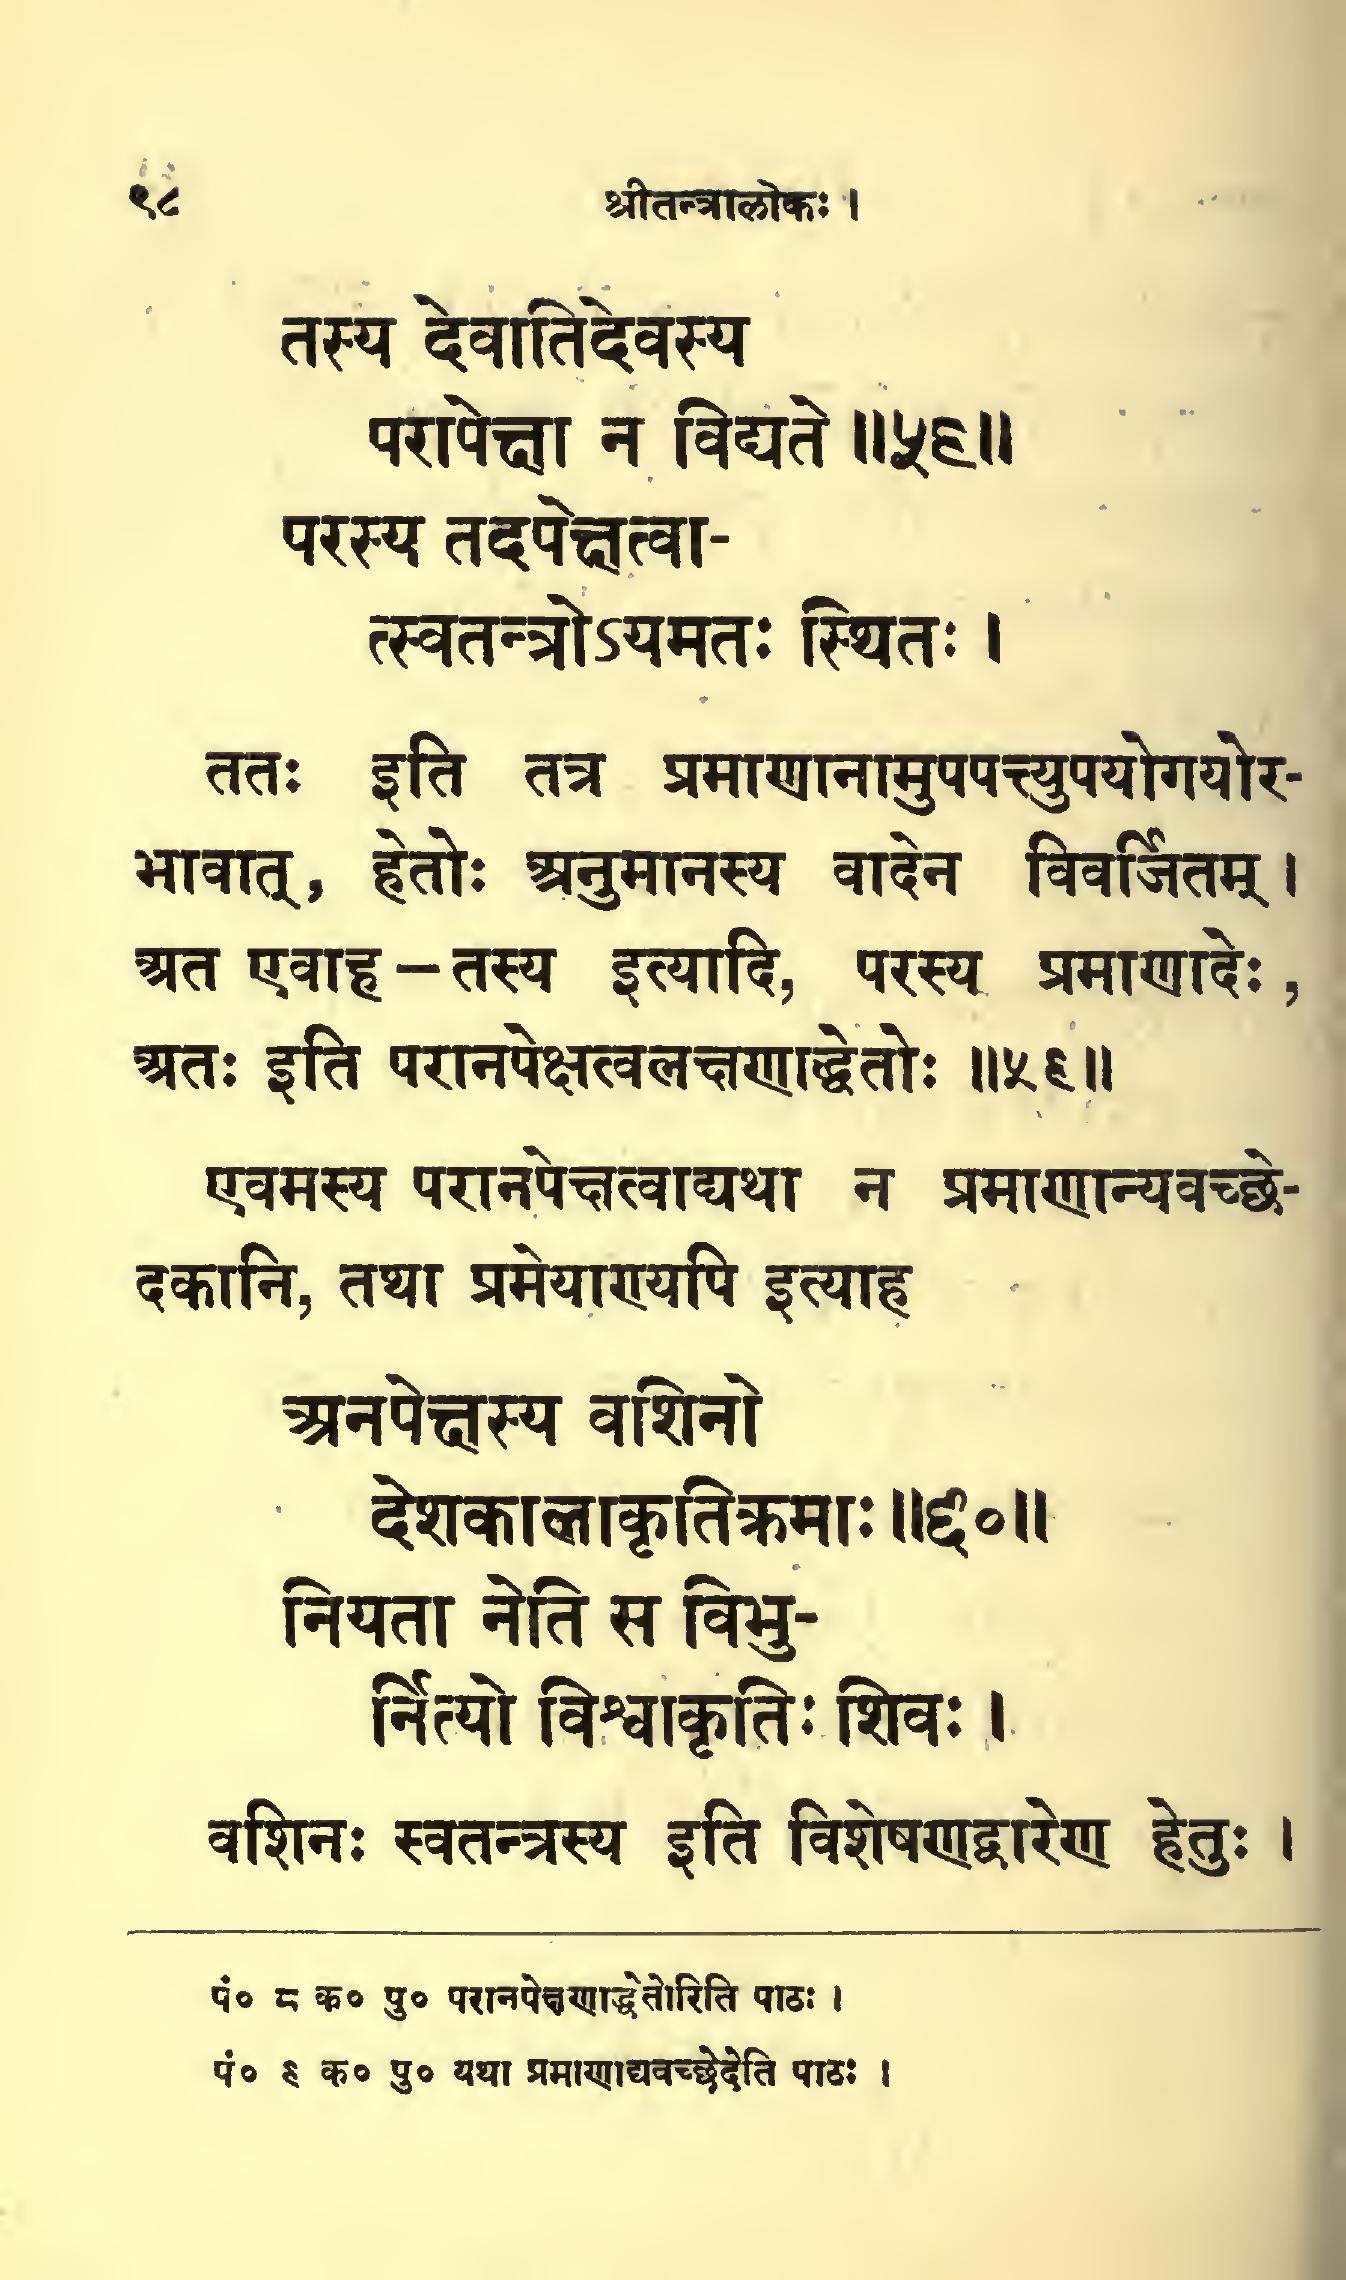 ९८ श्रीतन्त्रालोकः ।
तस्य देवातिदेवस्य
परापेक्षा न विद्यते ॥५९॥
परस्य तदपेक्षत्वा-
त्स्वतन्त्रोऽयमतः स्थितः ।
ततः इति तत्र प्रमाणानामुपपत्त्युपयोगयोर-
भावात्, हेतोः अनुमानस्य वादेन विवर्जितम् ।
अत एवाह — तस्य इत्यादि, परस्य प्रमाणादेः,
अतः इति परानपेक्षत्वलक्षणाद्धेतोः ॥५९॥
एवमस्य परानपेक्षत्वाद्यथा न प्रमाणान्यवच्छे-
दकानि, तथा प्रमेयाण्यपि इत्याह
अनपेक्षस्य वशिनो
देशकालाकृतिक्रमाः ॥६०॥
नियता नेति स विभु-
र्नित्यो विश्वाकृतिः शिवः ।
वशिनः स्वतन्त्रस्य इति विशेषणद्वारेण हेतुः ।
पं० ८ क० पु० परानपेक्षणाद्धेतोरिति पाठः ।
पं० ९ क० पु० यथा प्रमाणाद्यवच्छेदेति पाठः ।